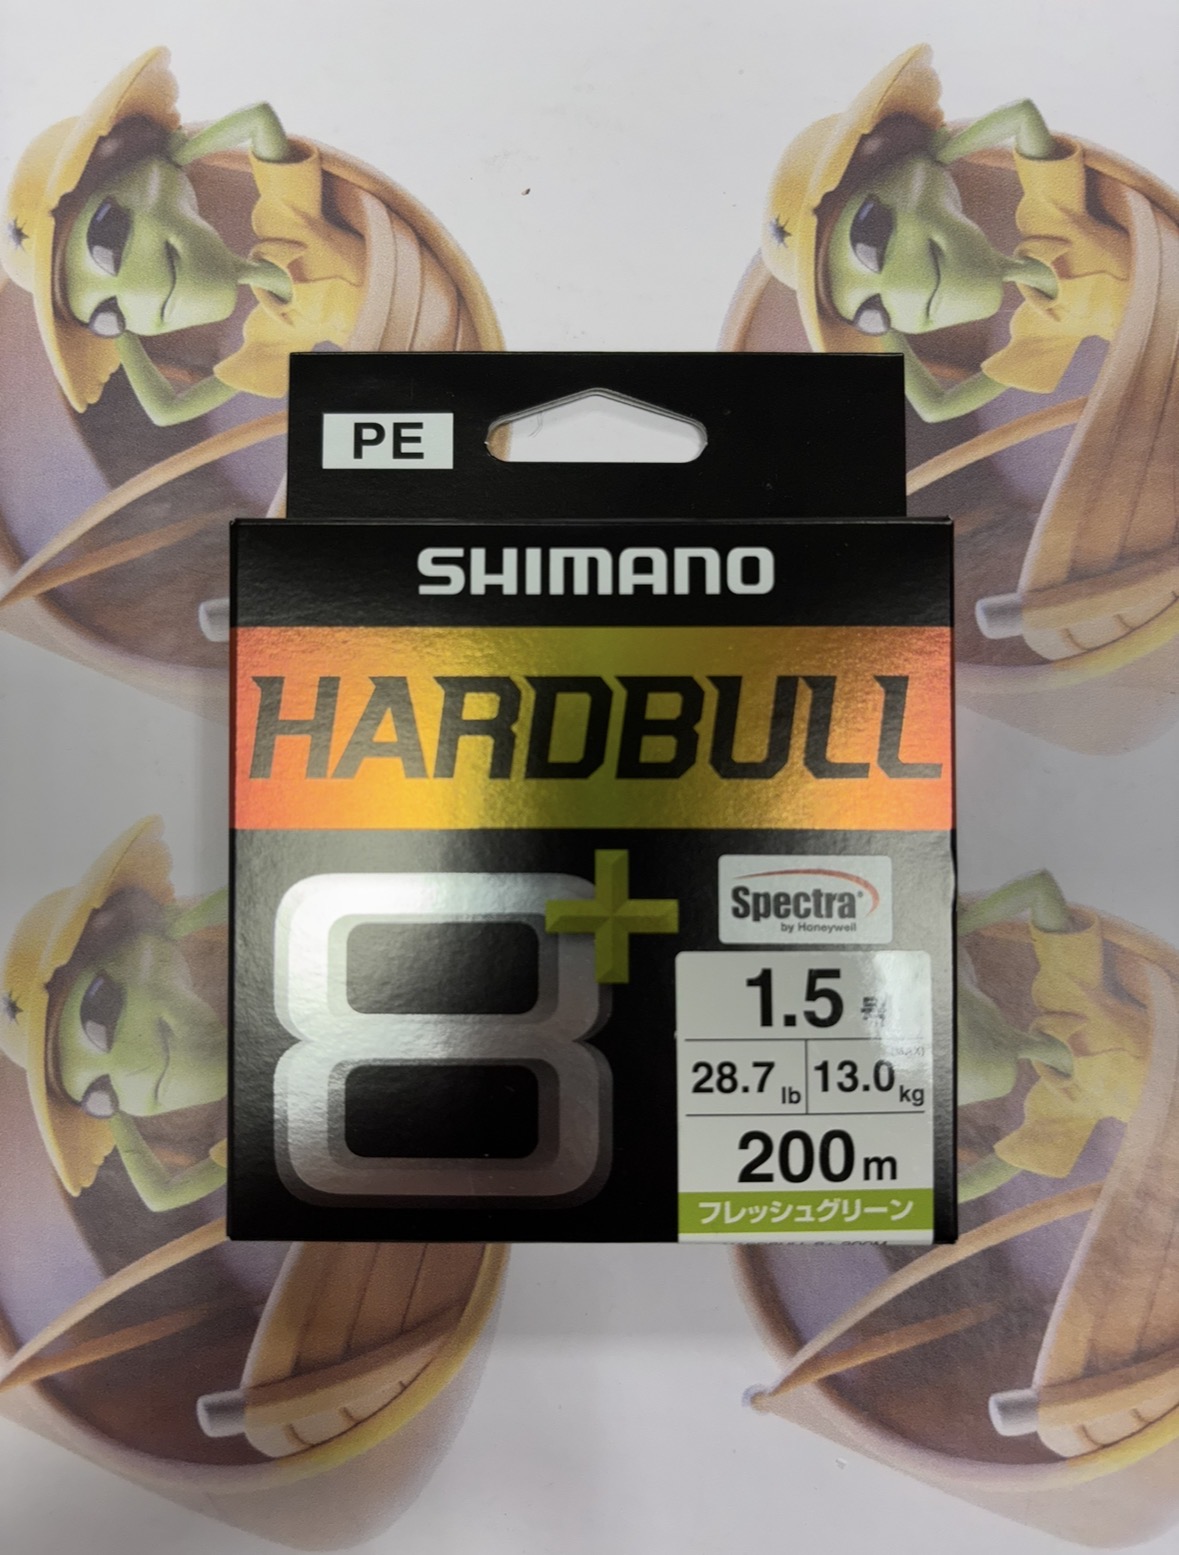 PE
SHIMANO
HARDBULL
8+
Spectra®
by Honeywell
1.5号
(MAX)
28.7lb 13.0kg
200m
フレッシュグリーン